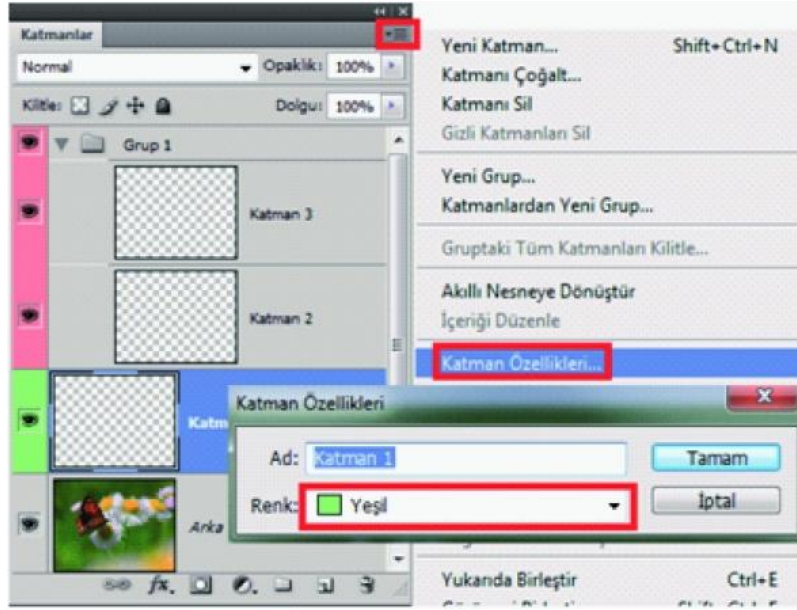 Katmanlar
Normal
Opaklık: 100%
Kilitle:
Dolgu: 100%
Grup 1
Katman 3
Katman 2
Katm
Arka
Yeni Katman... Shift+Ctrl+N
Katmanı Çoğalt...
Katmanı Sil
Gizli Katmanları Sil
Yeni Grup...
Katmanlardan Yeni Grup...
Gruptaki Tüm Katmanları Kilitle...
Akıllı Nesneye Dönüştür
İçeriği Düzenle
Katman Özellikleri...
Katman Özellikleri
Ad: Katman 1
Tamam
Renk: Yeşil
İptal
Yukarıda Birleştir Ctrl+E